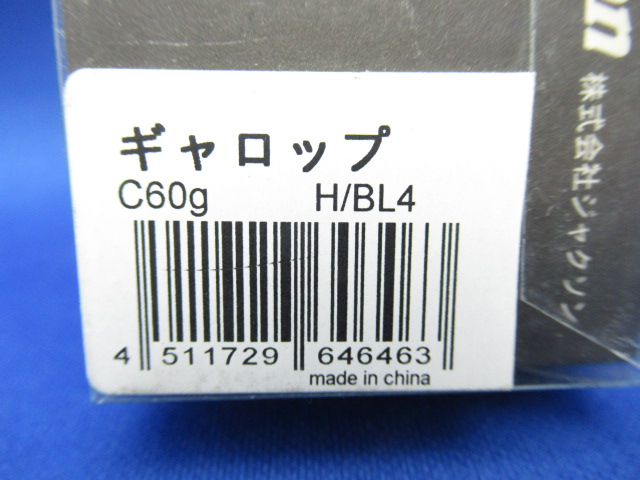 ギャロップ
C60g H/BL4
4 511729 646463
made in china
株式会社ジャクソン